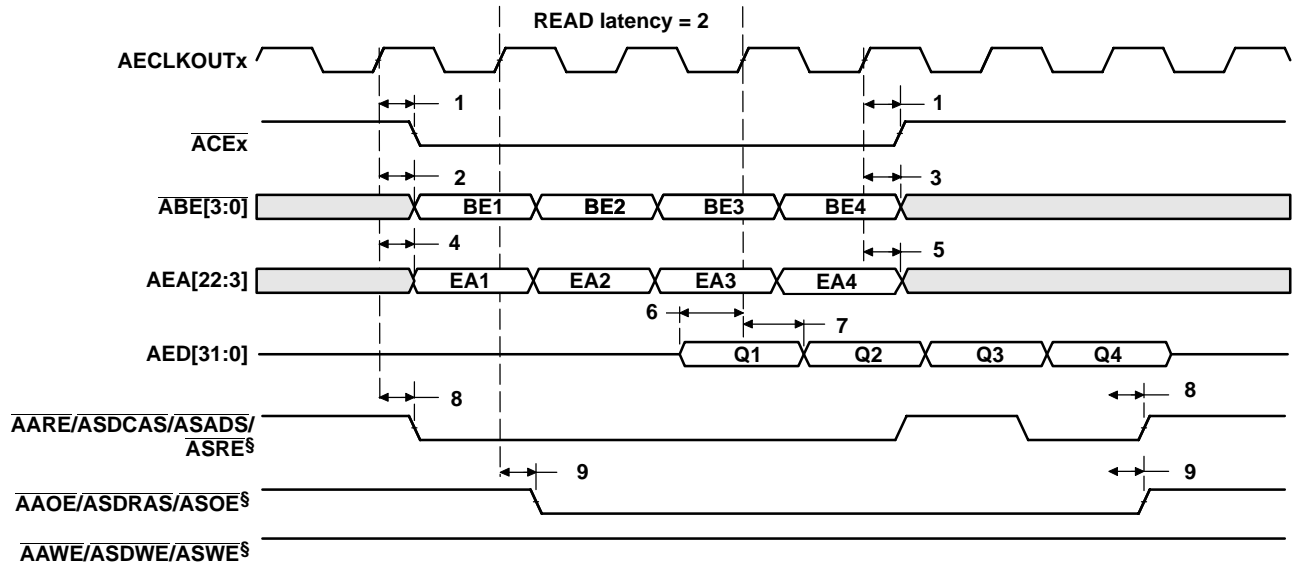 READ latency = 2
AECLKOUTx
1 1
ACEx
2 3
ABE[3:0] BE1 BE2 BE3 BE4
4 5
AEA[22:3] EA1 EA2 EA3 EA4
6 7
AED[31:0] Q1 Q2 Q3 Q4
8 8
AARE/ASDCAS/ASADS/
ASRE§
9 9
AAOE/ASDRAS/ASOE§
AAWE/ASDWE/ASWE§